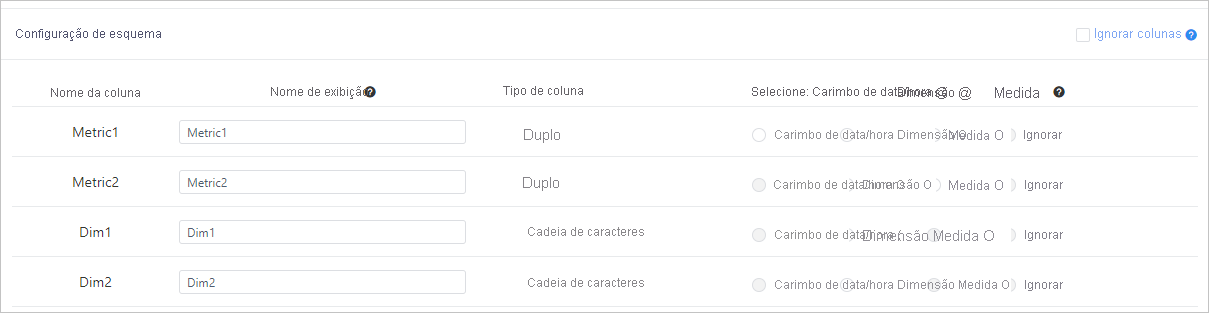 Configuração de esquema Ignorar colunas ?
Nome da coluna Nome de exibição ? Tipo de coluna Selecione: Carimbo de data/hora @ Dimensão @ Medida ?
Metric1 Metric1 Duplo Carimbo de data/hora Dimensão O Medida O Ignorar
Metric2 Metric2 Duplo Carimbo de data/hora Dimensão O Medida O Ignorar
Dim1 Dim1 Cadeia de caracteres Carimbo de data/hora Dimensão Medida O Ignorar
Dim2 Dim2 Cadeia de caracteres Carimbo de data/hora Dimensão Medida O Ignorar